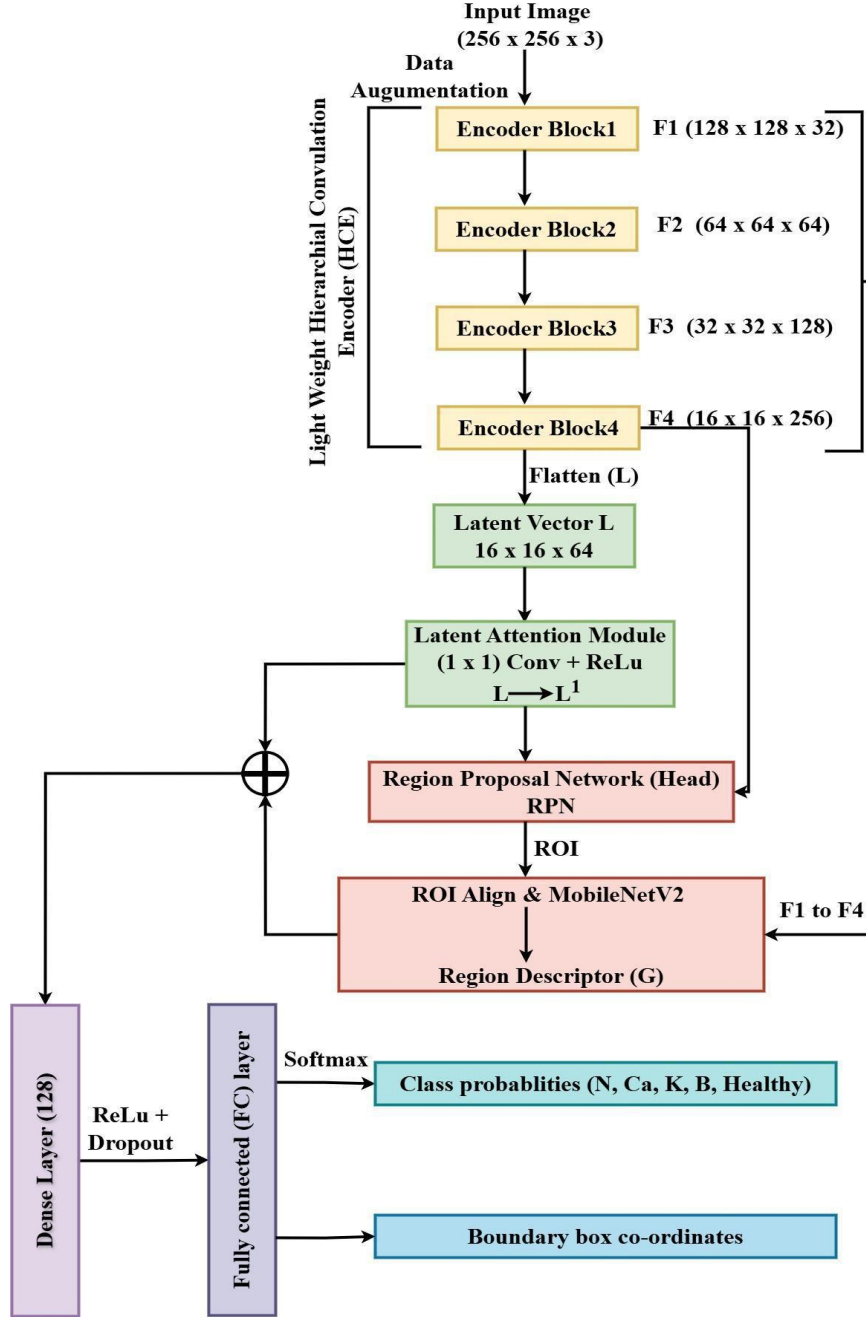 Input Image
(256 x 256 x 3)
Data
Augumentation
Light Weight Hierarchial Convulation
Encoder (HCE)
Encoder Block1
F1 (128 x 128 x 32)
Encoder Block2
F2 (64 x 64 x 64)
Encoder Block3
F3 (32 x 32 x 128)
Encoder Block4
F4 (16 x 16 x 256)
Flatten (L)
Latent Vector L
16 x 16 x 64
Latent Attention Module
(1 x 1) Conv + ReLu
L → L¹
Region Proposal Network (Head)
RPN
ROI
ROI Align & MobileNetV2
Region Descriptor (G)
F1 to F4
Dense Layer (128)
ReLu +
Dropout
Fully connected (FC) layer
Softmax
Class probablities (N, Ca, K, B, Healthy)
Boundary box co-ordinates